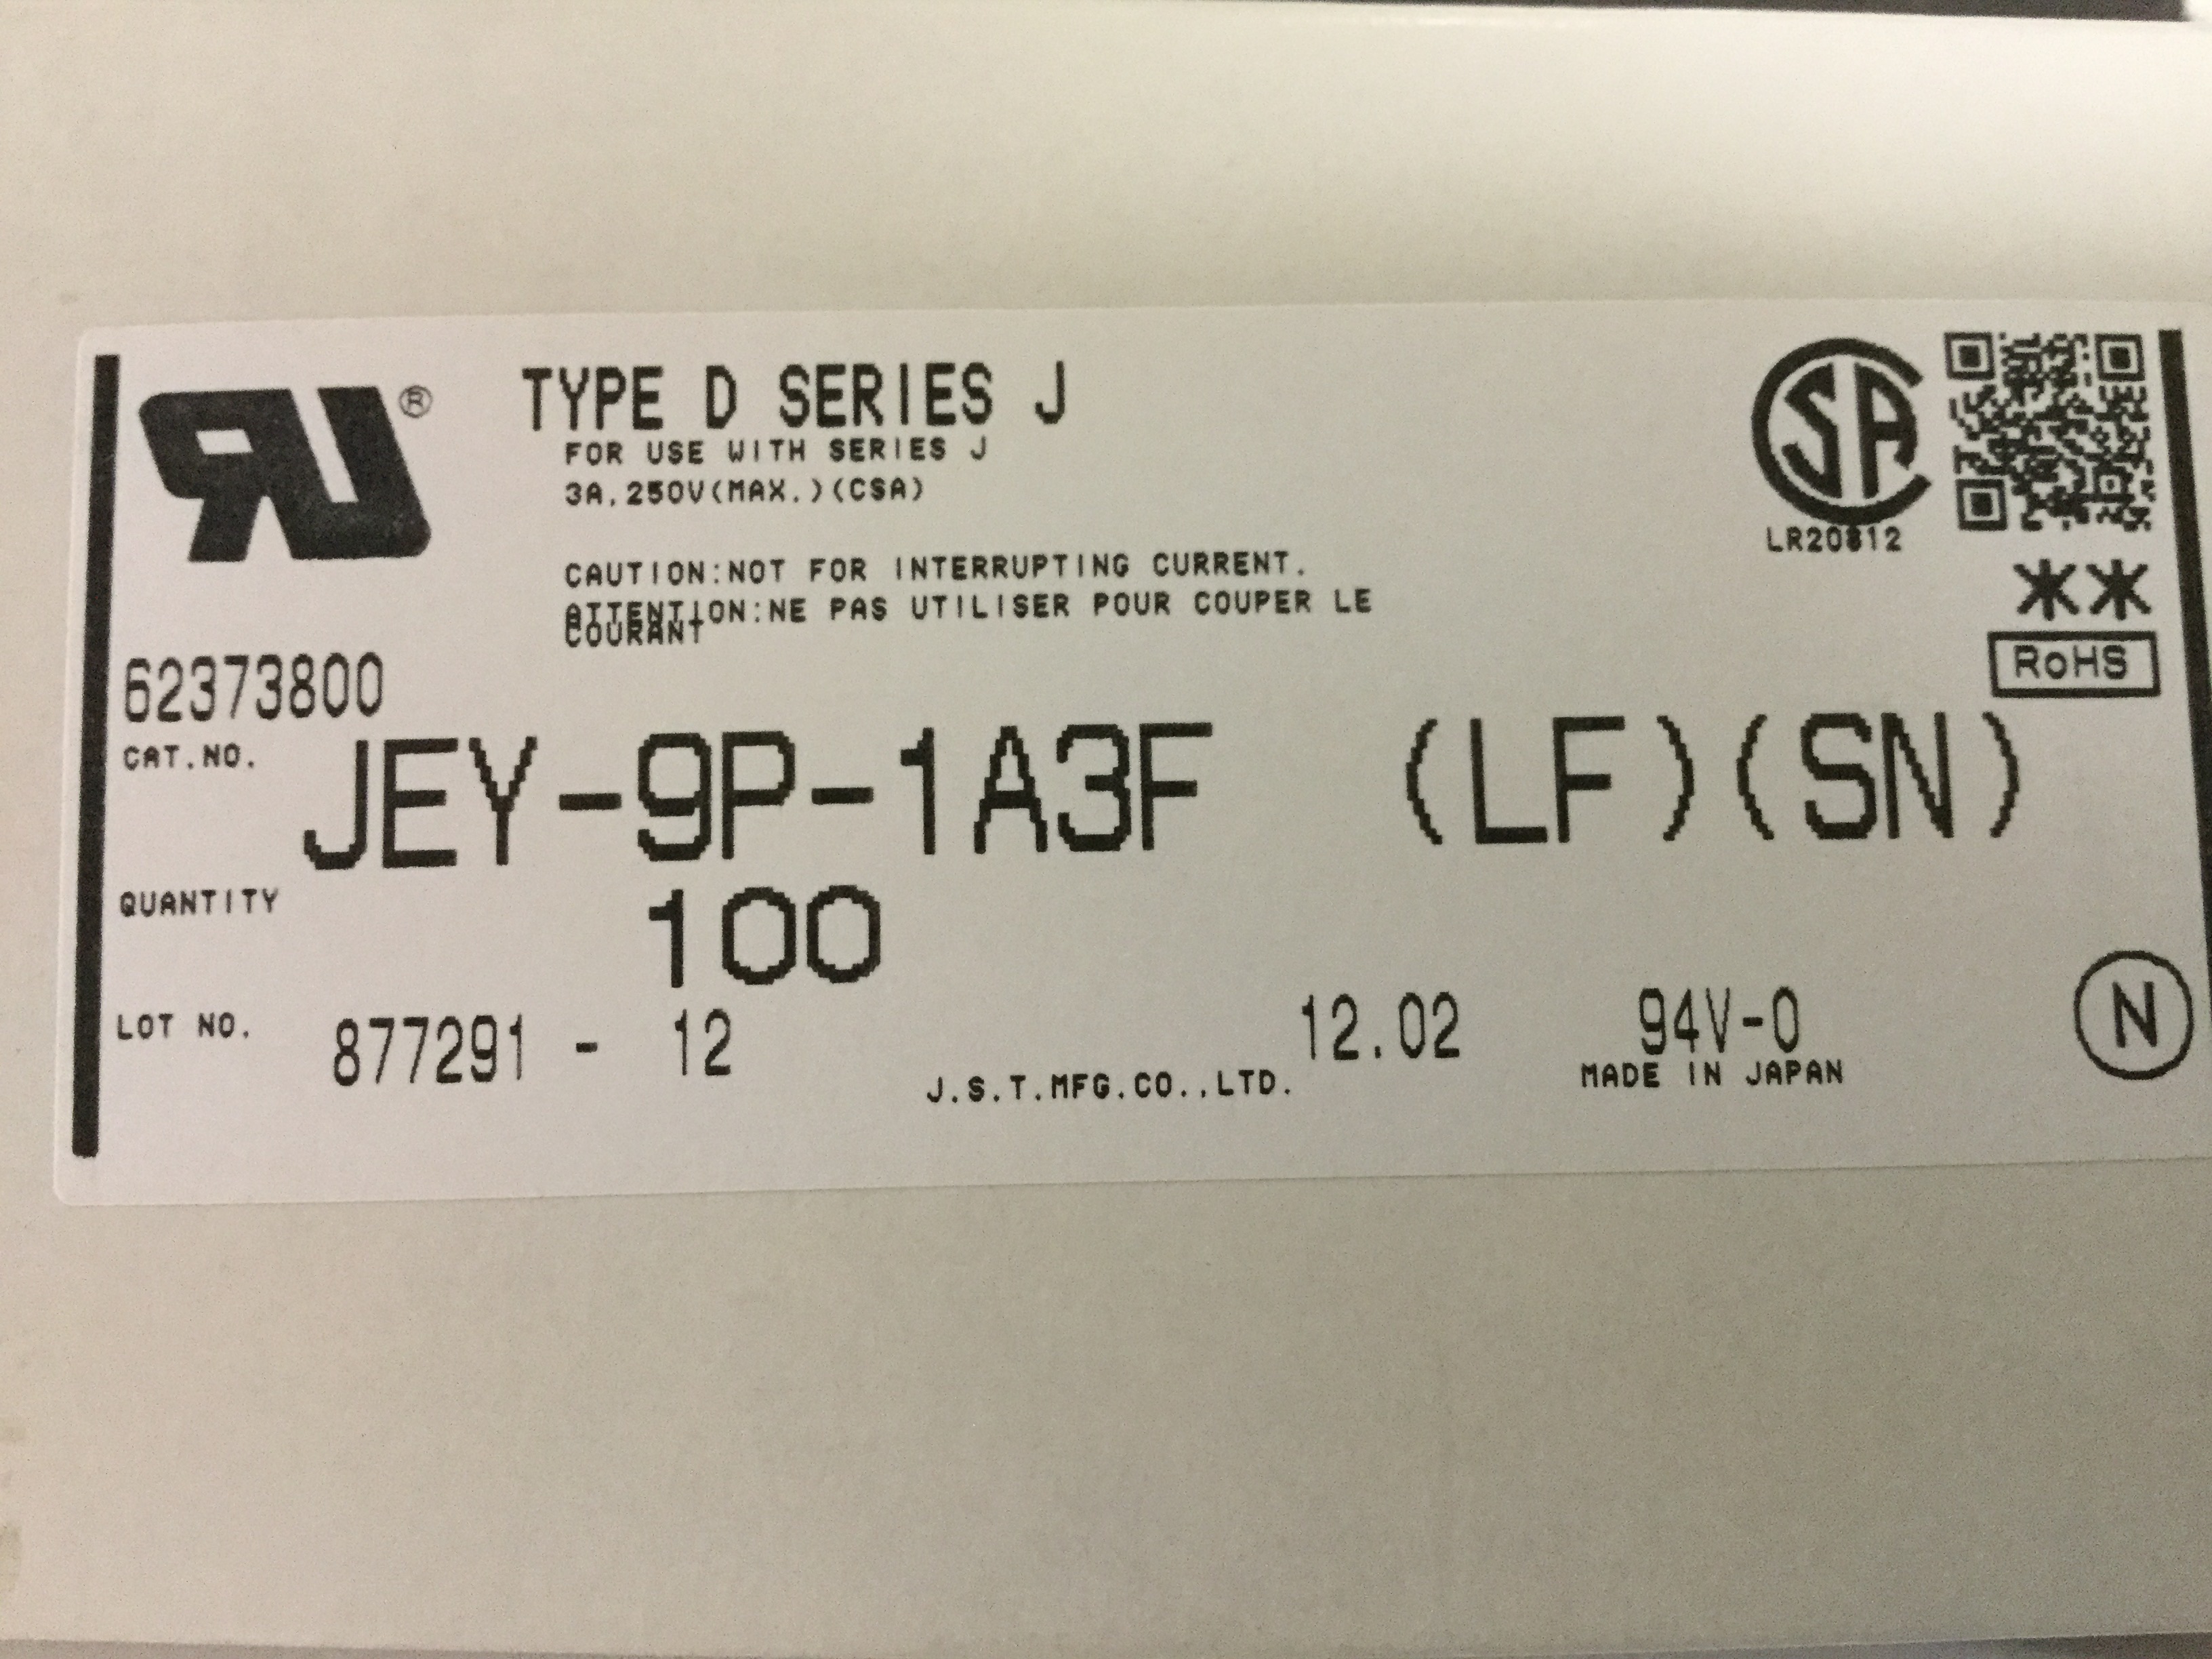 RU®
TYPE D SERIES J
FOR USE WITH SERIES J
3A,250V(MAX.)(CSA)
CSA
LR20812
CAUTION:NOT FOR INTERRUPTING CURRENT.
ATTENTION:NE PAS UTILISER POUR COUPER LE
COURANT
**
RoHS
62373800
CAT.NO. JEY-9P-1A3F (LF)(SN)
QUANTITY 100
LOT NO. 877291 - 12
J.S.T.MFG.CO.,LTD.
12.02
94V-0
MADE IN JAPAN
N